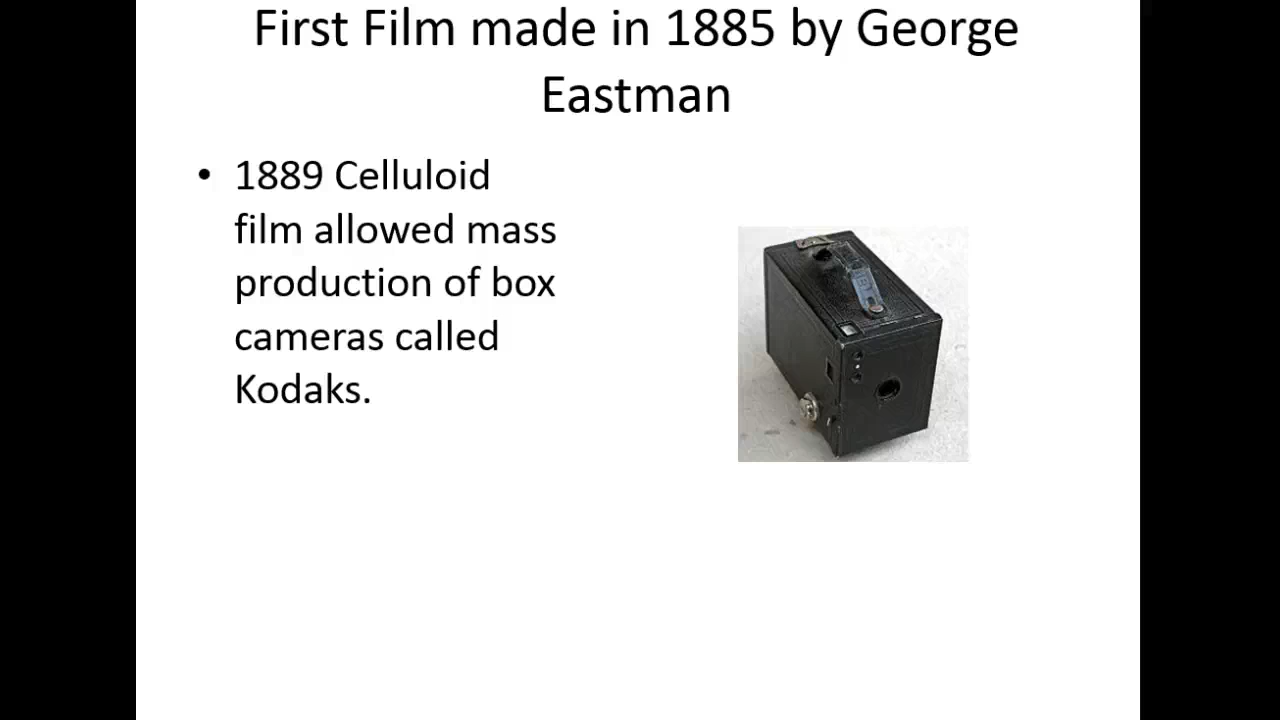 First Film made in 1885 by George
Eastman
• 1889 Celluloid
film allowed mass
production of box
cameras called
Kodaks.